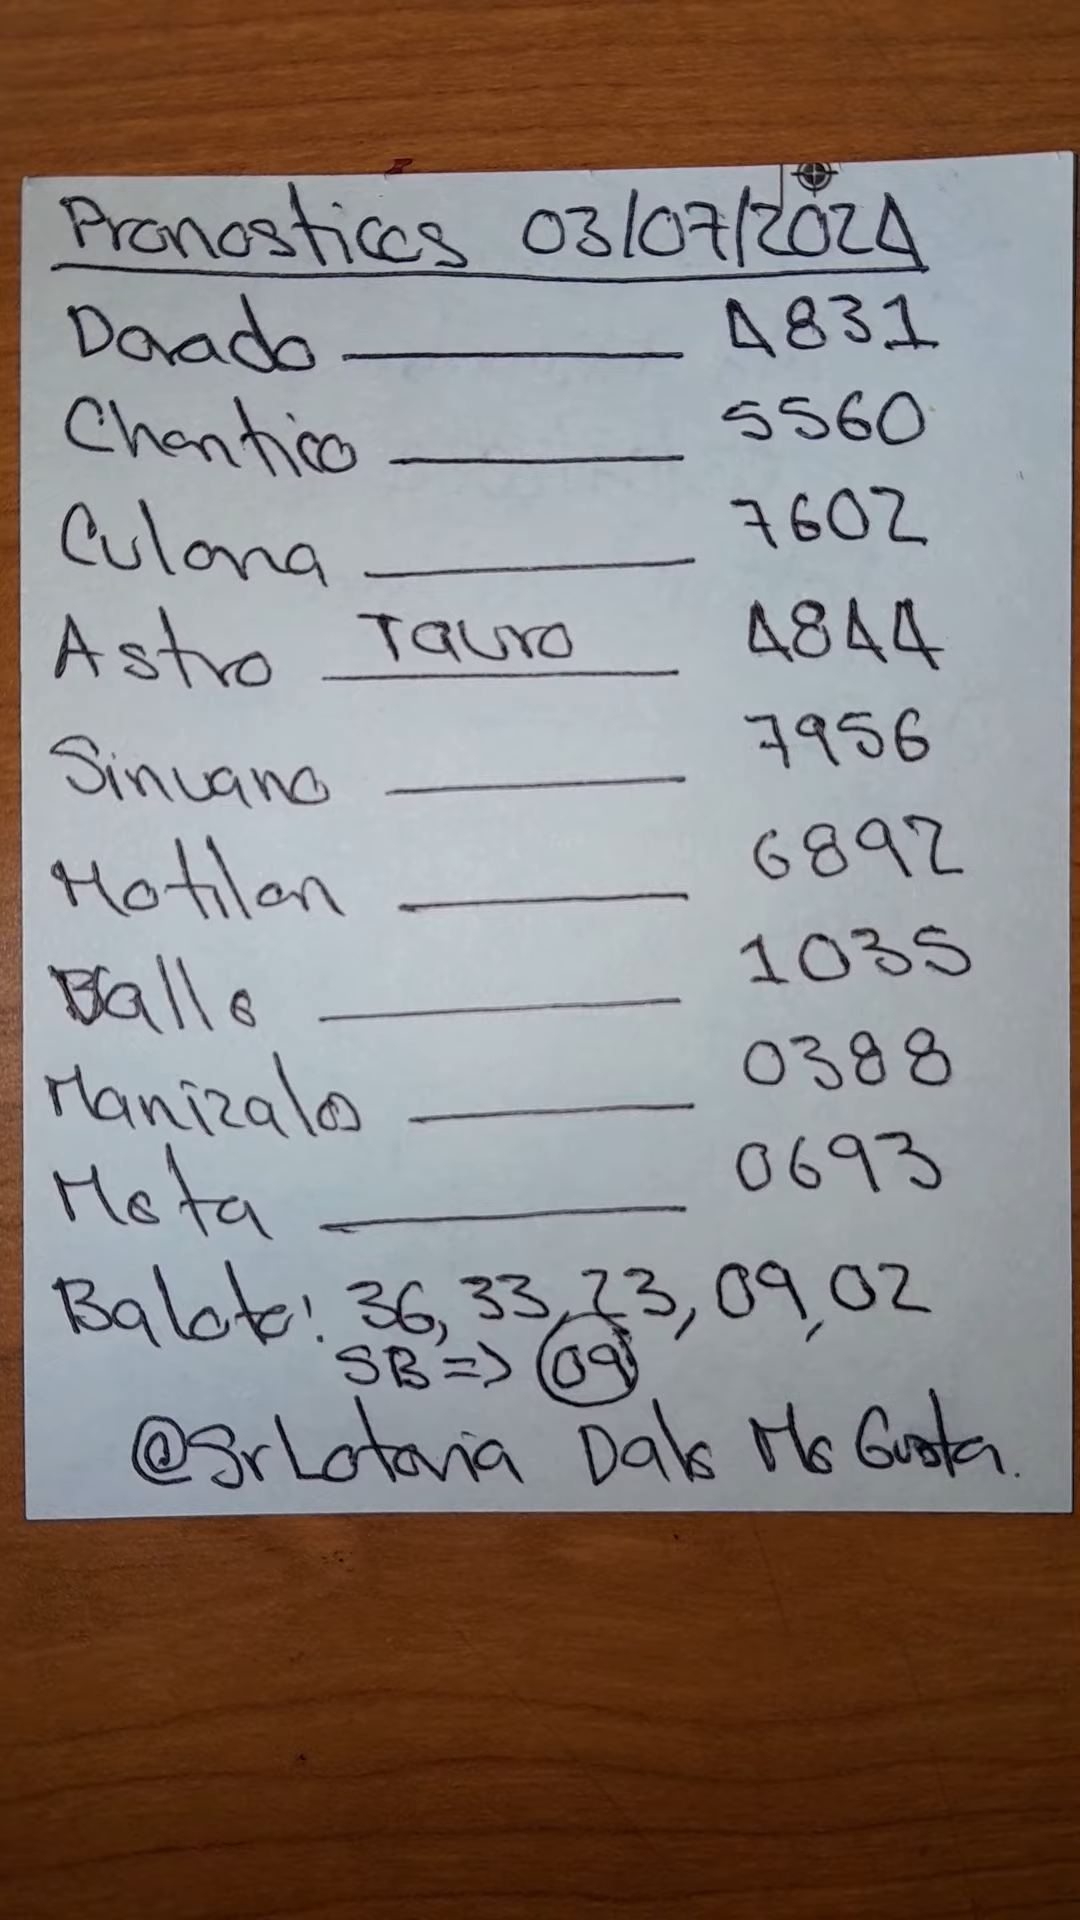 Pronosticos 03/07/2024
Dorado 4831
Chontico 5560
Culona 7602
Astro Tauro 4844
Sinuano 7956
Motilon 6892
Valle 1035
Manizales 0388
Meta 0693
Baloto: 36, 33, 23, 09, 02
SB => 09
@SrLoteria Dale Me Gusta.